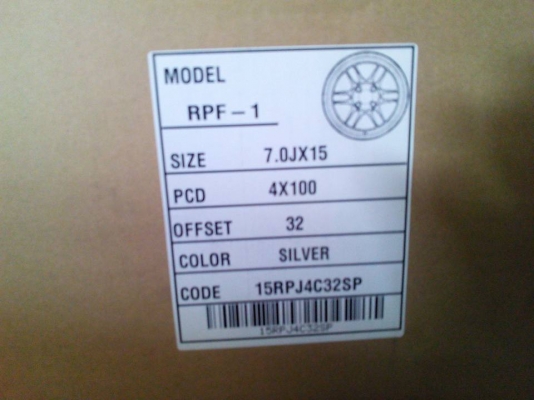 MODEL
RPF-1
SIZE 7.0JX15
PCD 4X100
OFFSET 32
COLOR SILVER
CODE 15RPJ4C32SP
15RPJ4C32SP